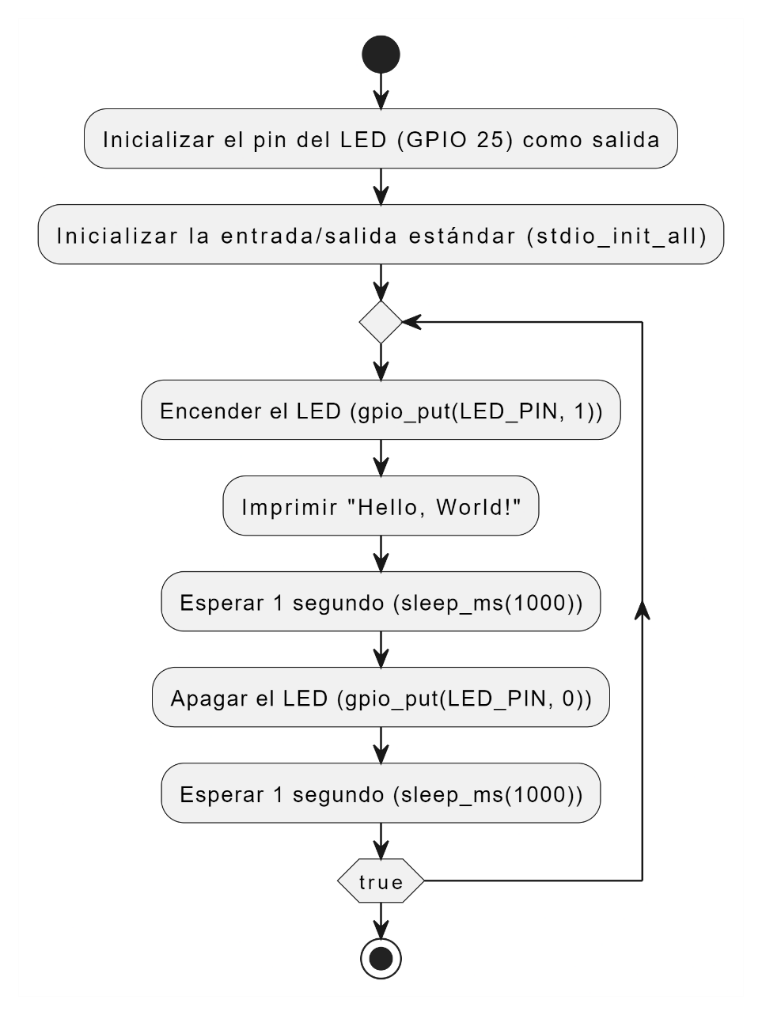 Inicializar el pin del LED (GPIO 25) como salida
Inicializar la entrada/salida estándar (stdio_init_all)
Encender el LED (gpio_put(LED_PIN, 1))
Imprimir "Hello, World!"
Esperar 1 segundo (sleep_ms(1000))
Apagar el LED (gpio_put(LED_PIN, 0))
Esperar 1 segundo (sleep_ms(1000))
true